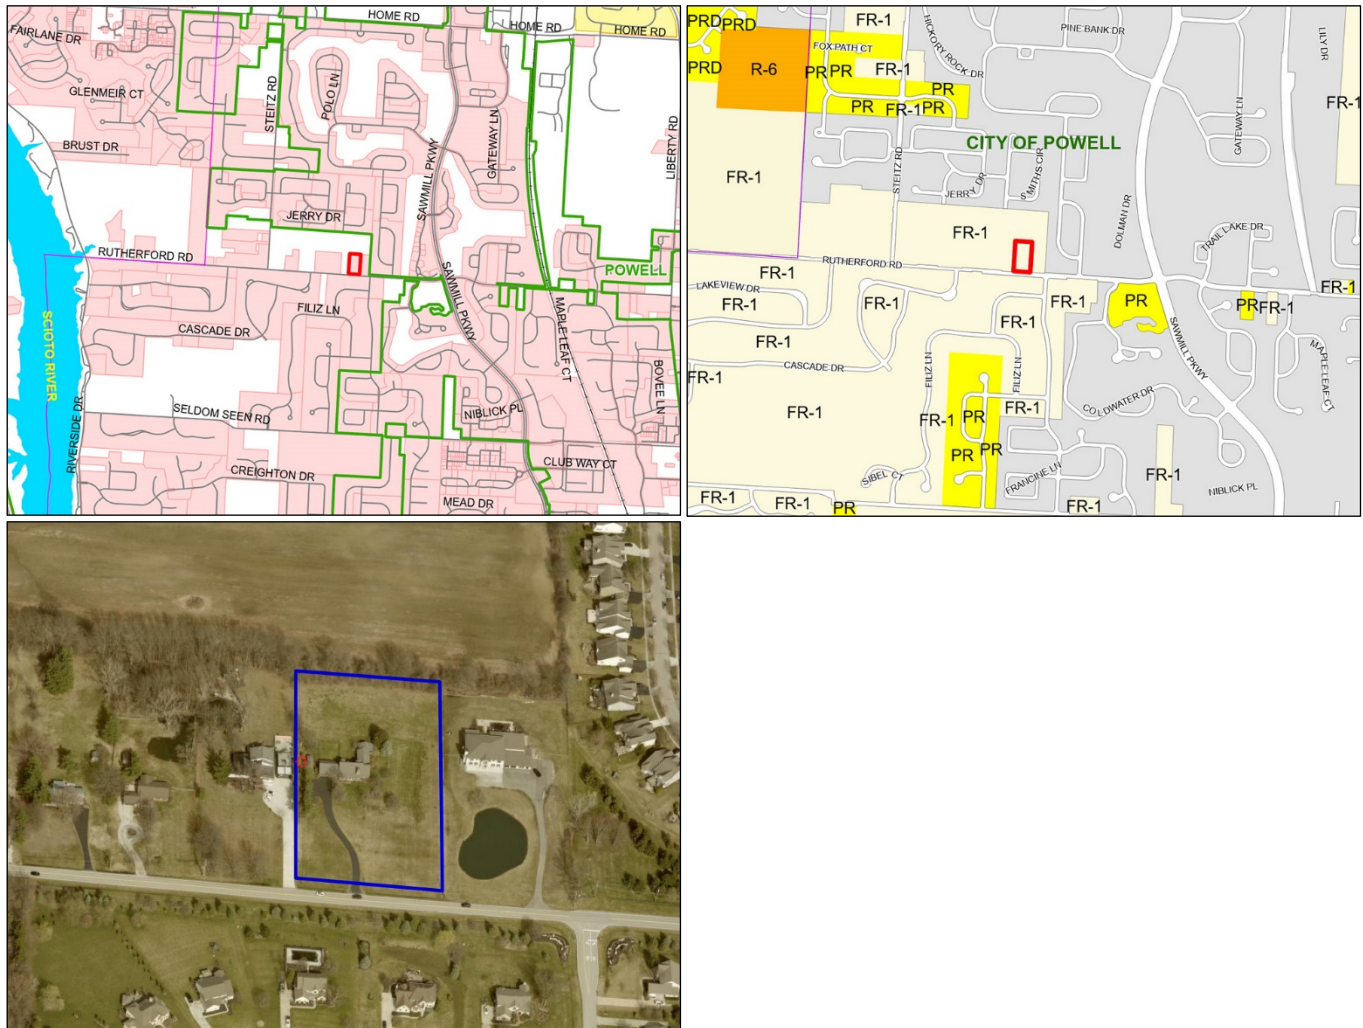 HOME RD
HOME RD
HOME RD
FAIRLANE DR
GLENMEIR CT
STEITZ RD
POLO LN
SAWMILL PKWY
GATEWAY LN
LIBERTY RD
BRUST DR
JERRY DR
RUTHERFORD RD
POWELL
SCIOTO RIVER
FILIZ LN
CASCADE DR
SAWMILL PKWY
MAPLE LEAF CT
BOVEE LN
SELDOM SEEN RD
NIBLICK PL
RIVERSIDE DR
CREIGHTON DR
CLUB WAY CT
MEAD DR
PRD
PRD
HICKORY ROCK DR
PINE BANK DR
LILY DR
FR-1
FOX PATH CT
PRD
R-6
PR
PR
FR-1
PR
PR
FR-1
PR
GATEWAY LN
FR-1
CITY OF POWELL
STEITZ RD
FR-1
JERRY DR
SMITHS CIR
DOLMAN DR
TRAIL LAKE DR
FR-1
RUTHERFORD RD
FR-1
LAKEVIEW DR
FR-1
FR-1
FR-1
FR-1
PR
PR
FR-1
FR-1
FR-1
CASCADE DR
FILIZ LN
FILIZ LN
SAWMILL PKWY
MAPLE LEAF CT
FR-1
FR-1
FR-1
PR
FR-1
COLDWATER DR
PR
PR
SIBEL CT
FRANCINE LN
FR-1
NIBLICK PL
FR-1
FR-1
PR
FR-1